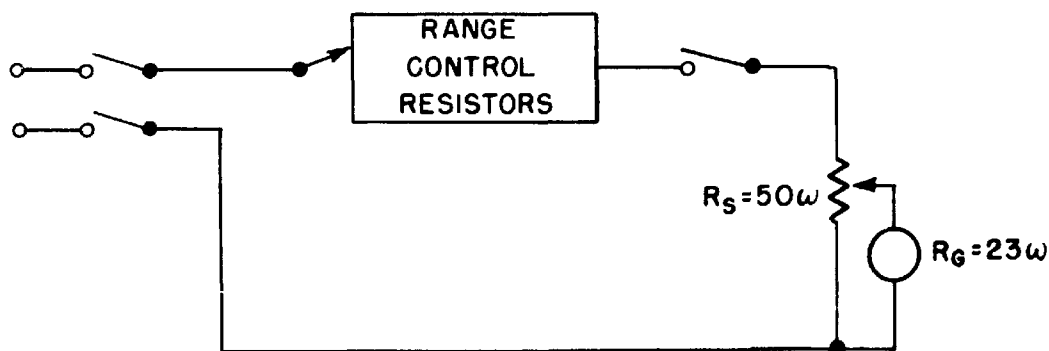 RANGE
CONTROL
RESISTORS
R_S=50ω
R_G=23ω